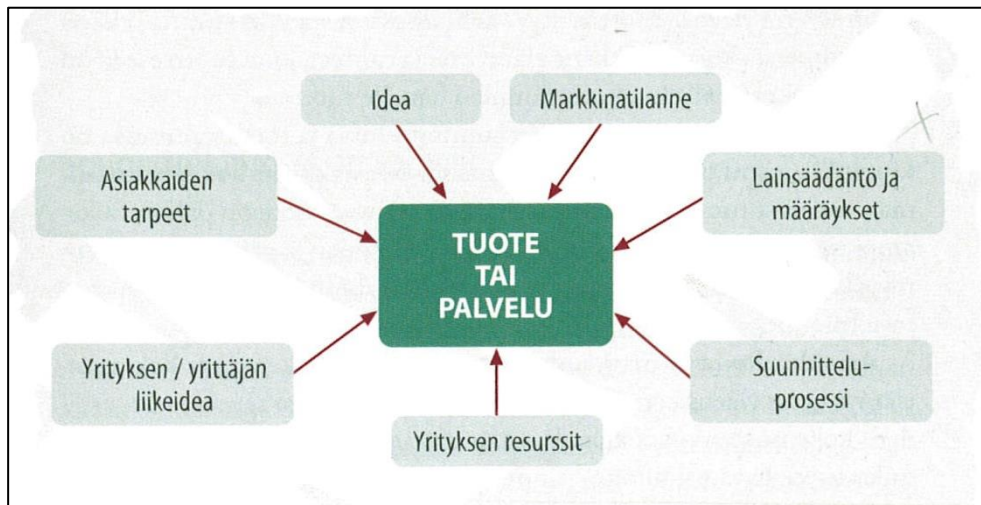 Idea
Markkinatilanne
Asiakkaiden
tarpeet
Lainsäädäntö ja
määräykset
TUOTE
TAI
PALVELU
Yrityksen / yrittäjän
liikeidea
Suunnittelu-
prosessi
Yrityksen resurssit